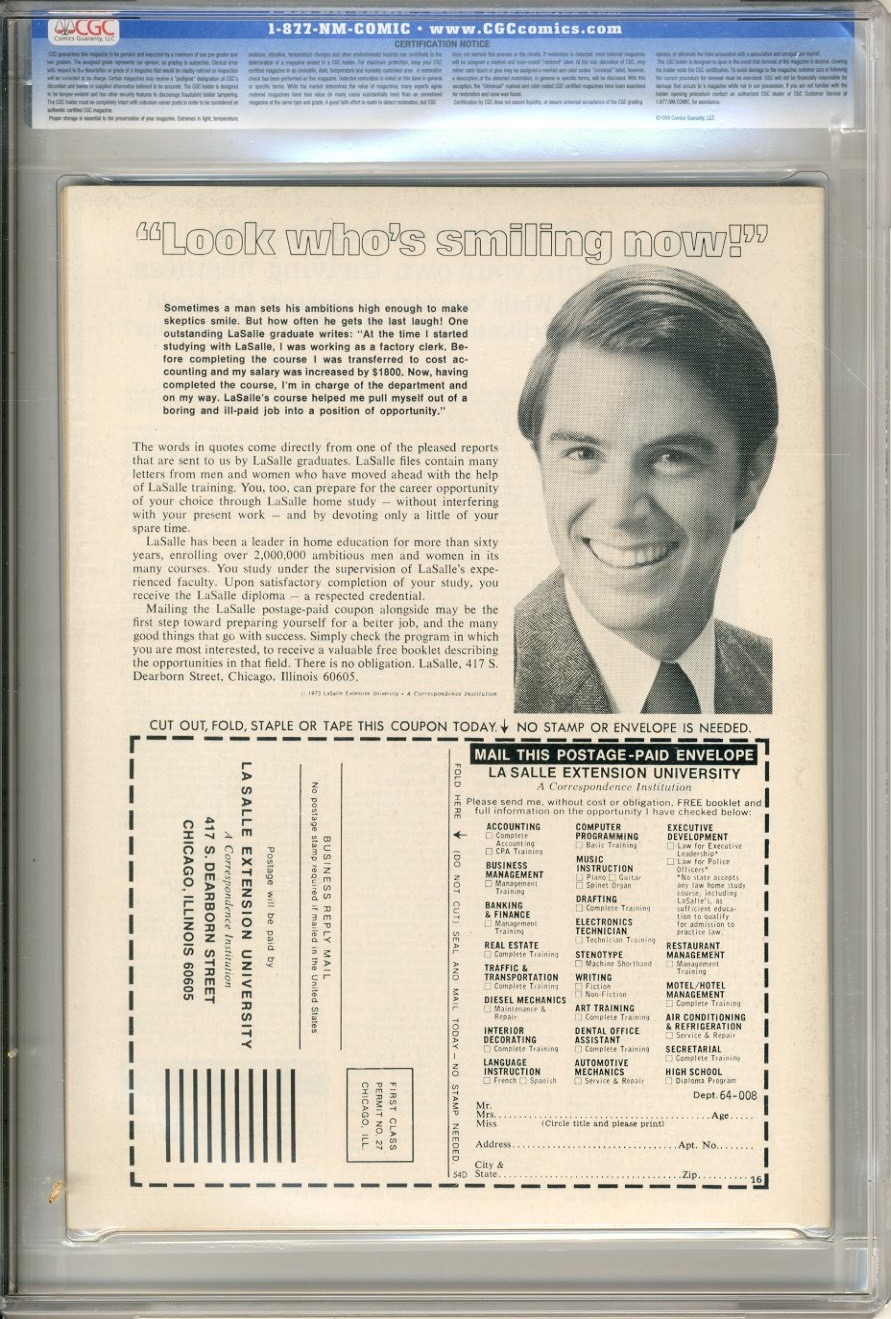 CGC
Comics Guaranty, LLC
1-877-NM-COMIC • www.CGCcomics.com
CERTIFICATION NOTICE
©1999 Comics Guaranty, LLC
“Look who's smiling now!”
Sometimes a man sets his ambitions high enough to make
skeptics smile. But how often he gets the last laugh! One
outstanding LaSalle graduate writes: “At the time I started
studying with LaSalle, I was working as a factory clerk. Be-
fore completing the course I was transferred to cost ac-
counting and my salary was increased by $1800. Now, having
completed the course, I'm in charge of the department and
on my way. LaSalle's course helped me pull myself out of a
boring and ill-paid job into a position of opportunity.”
The words in quotes come directly from one of the pleased reports
that are sent to us by LaSalle graduates. LaSalle files contain many
letters from men and women who have moved ahead with the help
of LaSalle training. You, too, can prepare for the career opportunity
of your choice through LaSalle home study — without interfering
with your present work — and by devoting only a little of your
spare time.
LaSalle has been a leader in home education for more than sixty
years, enrolling over 2,000,000 ambitious men and women in its
many courses. You study under the supervision of LaSalle's expe-
rienced faculty. Upon satisfactory completion of your study, you
receive the LaSalle diploma — a respected credential.
Mailing the LaSalle postage-paid coupon alongside may be the
first step toward preparing yourself for a better job, and the many
good things that go with success. Simply check the program in which
you are most interested, to receive a valuable free booklet describing
the opportunities in that field. There is no obligation. LaSalle, 417 S.
Dearborn Street, Chicago, Illinois 60605.
© 1973 LaSalle Extension University • A Correspondence Institution
CUT OUT, FOLD, STAPLE OR TAPE THIS COUPON TODAY. ↓ NO STAMP OR ENVELOPE IS NEEDED.
FIRST CLASS
PERMIT NO. 27
CHICAGO, ILL.
BUSINESS REPLY MAIL
No postage stamp required if mailed in the United States
Postage will be paid by
LA SALLE EXTENSION UNIVERSITY
A Correspondence Institution
417 S. DEARBORN STREET
CHICAGO, ILLINOIS 60605
FOLD HERE → (DO NOT CUT) SEAL AND MAIL TODAY — NO STAMP NEEDED.
54D
MAIL THIS POSTAGE-PAID ENVELOPE
LA SALLE EXTENSION UNIVERSITY
A Correspondence Institution
Please send me, without cost or obligation, FREE booklet and
full information on the opportunity I have checked below:
ACCOUNTING
□ Complete
Accounting
□ CPA Training
BUSINESS
MANAGEMENT
□ Management
Training
BANKING
& FINANCE
□ Management
Training
REAL ESTATE
□ Complete Training
TRAFFIC &
TRANSPORTATION
□ Complete Training
DIESEL MECHANICS
□ Maintenance &
Repair
INTERIOR
DECORATING
□ Complete Training
LANGUAGE
INSTRUCTION
□ French □ Spanish
COMPUTER
PROGRAMMING
□ Basic Training
MUSIC
INSTRUCTION
□ Piano □ Guitar
□ Spinet Organ
DRAFTING
□ Complete Training
ELECTRONICS
TECHNICIAN
□ Technician Training
STENOTYPE
□ Machine Shorthand
WRITING
□ Fiction
□ Non-Fiction
ART TRAINING
□ Complete Training
DENTAL OFFICE
ASSISTANT
□ Complete Training
AUTOMOTIVE
MECHANICS
□ Service & Repair
EXECUTIVE
DEVELOPMENT
□ Law for Executive
Leadership*
□ Law for Police
Officers*
*No state accepts
any law home study
course, including
LaSalle's, as
sufficient educa-
tion to qualify
for admission to
practice law.
RESTAURANT
MANAGEMENT
□ Management
Training
MOTEL/HOTEL
MANAGEMENT
□ Complete Training
AIR CONDITIONING
& REFRIGERATION
□ Service & Repair
SECRETARIAL
□ Complete Training
HIGH SCHOOL
□ Diploma Program
Dept. 64-008
Mr.
Mrs. Age
Miss (Circle title and please print)
Address Apt. No.
City &
State Zip
16